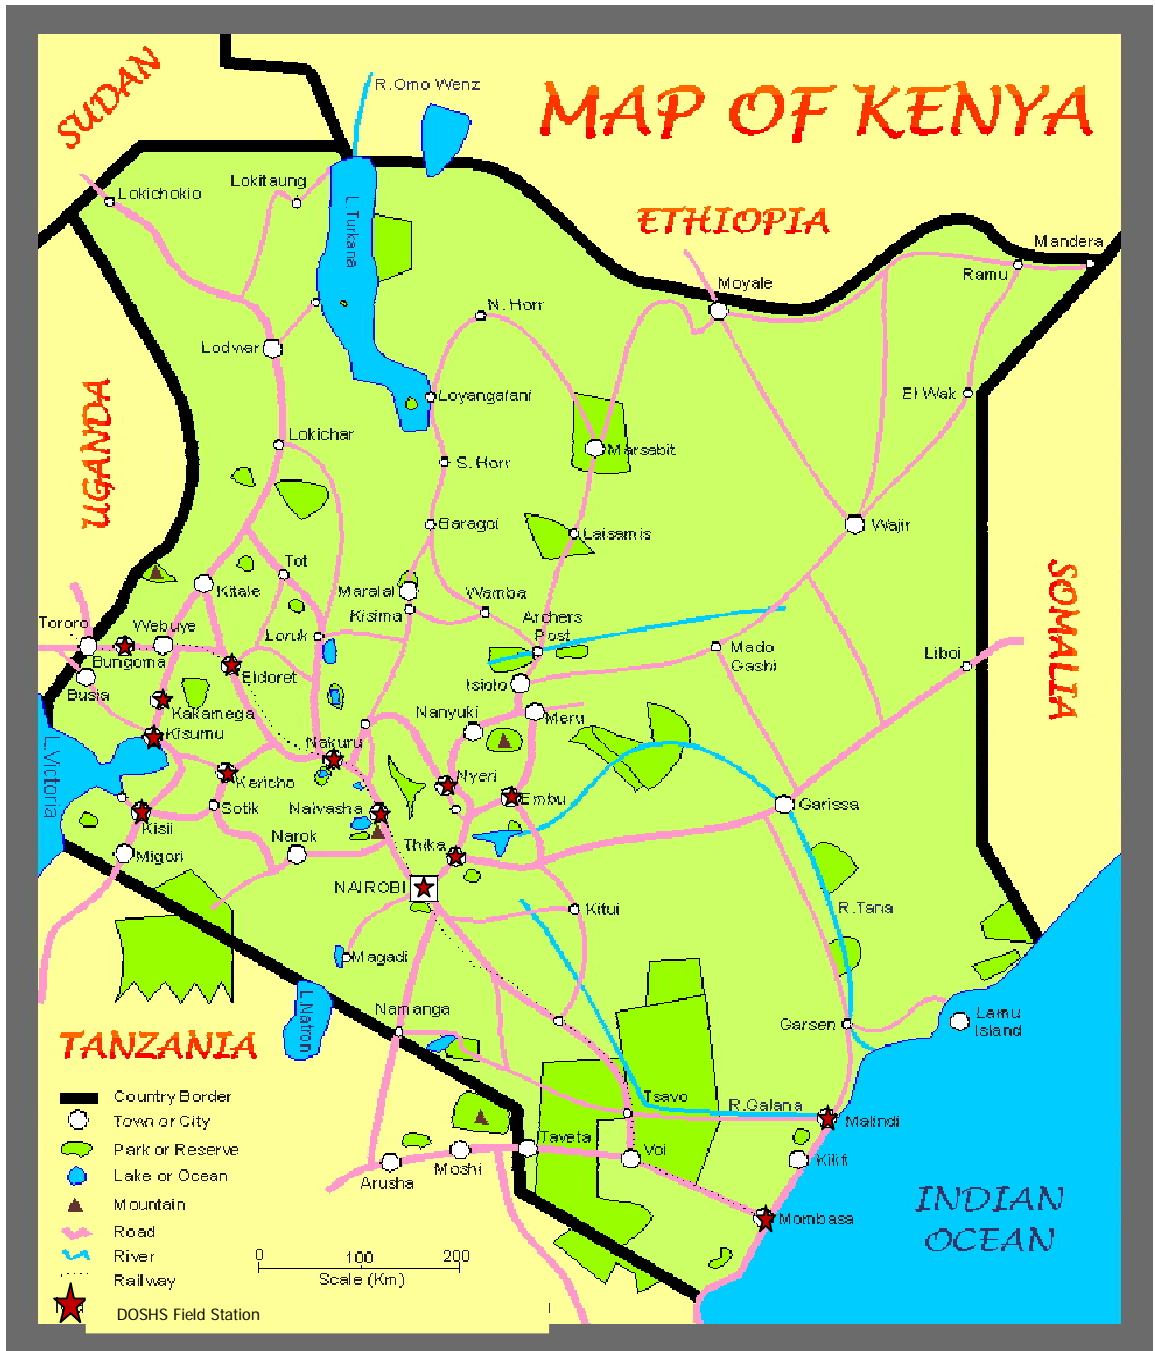 MAP OF KENYA
SUDAN
R. Omo Wenz
ETHIOPIA
Lokichokio
Lokitaung
L. Turkana
Mandera
Ramu
Moyale
N. Horr
Lodwar
El Wak
Loyangalani
UGANDA
Lokichar
Marsabit
S. Horr
Baragoi
Laisamis
Wajir
SOMALIA
Tot
Kitale
Maralal
Kisima
Wamba
Archers
Post
Tororo
Webuye
Loruk
Bungoma
Eldoret
Busia
Mado
Gashi
Liboi
Isiolo
Kakamega
Kisumu
Nanyuki
Meru
L. Victoria
Nakuru
Kericho
Nyeri
Embu
Garissa
Sotik
Naivasha
Kisii
Narok
Thika
Migori
NAIROBI
Kitui
R. Tana
Magadi
L. Natron
Namanga
Garsen
Lamu
Island
TANZANIA
Tsavo
R. Galana
Malindi
Taveta
Voi
Kilifi
Moshi
Arusha
Mombasa
INDIAN
OCEAN
Country Border
Town or City
Park or Reserve
Lake or Ocean
Mountain
Road
River
Railway
0 100 200
Scale (Km)
DOSHS Field Station